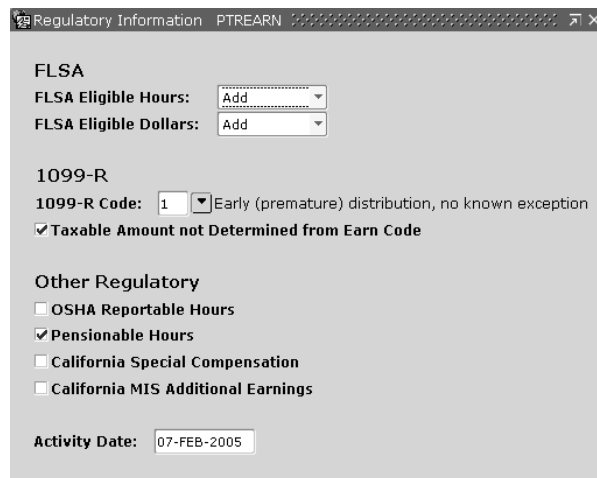 Regulatory Information PTREARN
FLSA
FLSA Eligible Hours: Add
FLSA Eligible Dollars: Add
1099-R
1099-R Code: 1 Early (premature) distribution, no known exception
Taxable Amount not Determined from Earn Code
Other Regulatory
OSHA Reportable Hours
Pensionable Hours
California Special Compensation
California MIS Additional Earnings
Activity Date: 07-FEB-2005